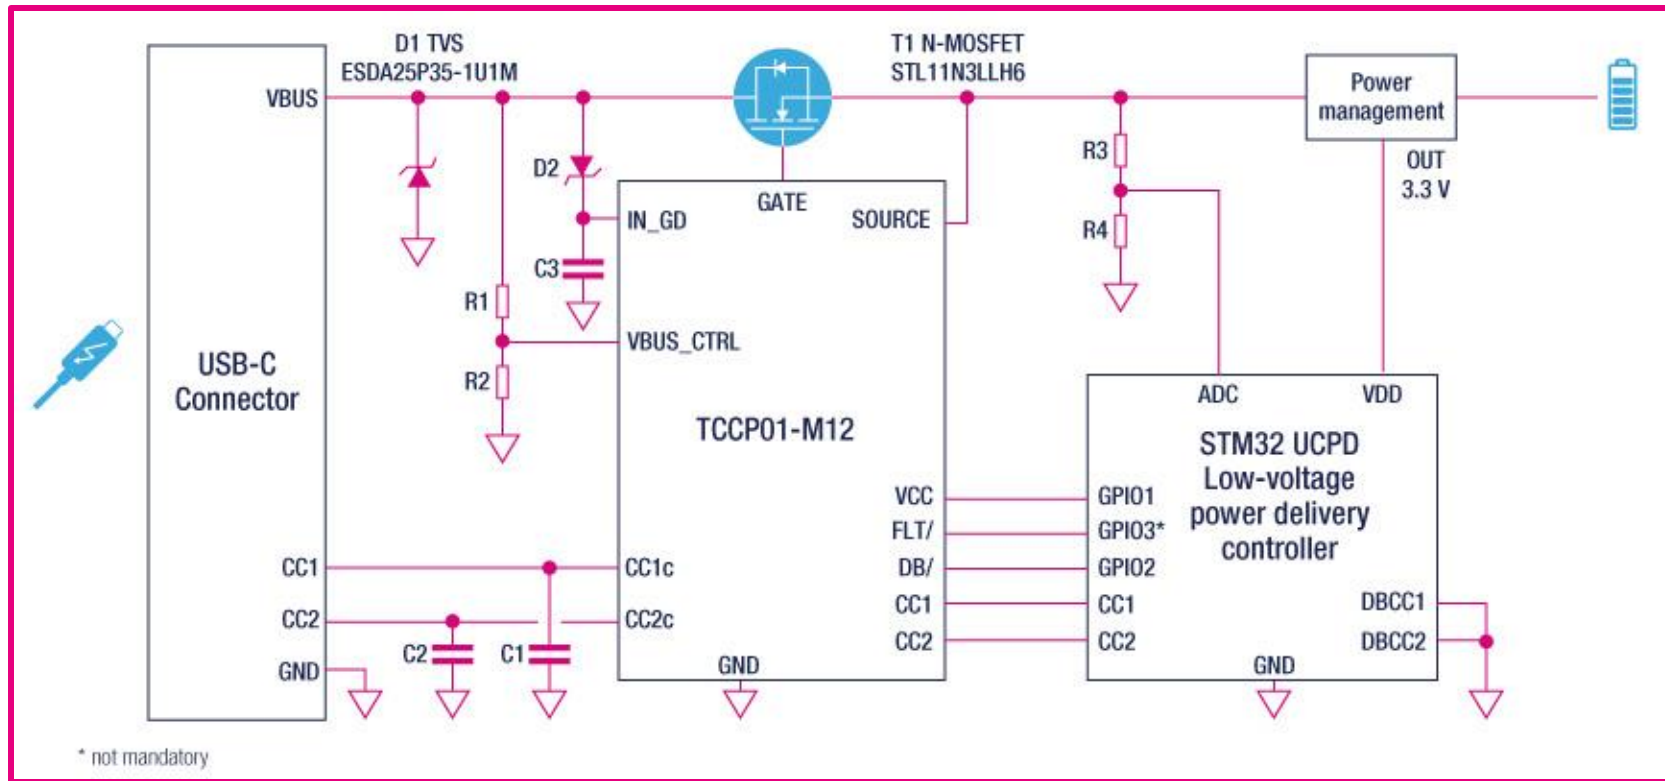 D1 TVS
ESDA25P35-1U1M
T1 N-MOSFET
STL11N3LLH6
Power
management
OUT
3.3 V
VBUS
D2
GATE
IN_GD
SOURCE
C3
R3
R4
R1
VBUS_CTRL
R2
USB-C
Connector
TCCP01-M12
ADC
VDD
STM32 UCPD
Low-voltage
power delivery
controller
VCC
GPIO1
FLT/
GPIO3*
DB/
GPIO2
CC1
CC1
CC2
CC2
DBCC1
DBCC2
CC1
CC1c
CC2
CC2c
C2
C1
GND
GND
GND
* not mandatory